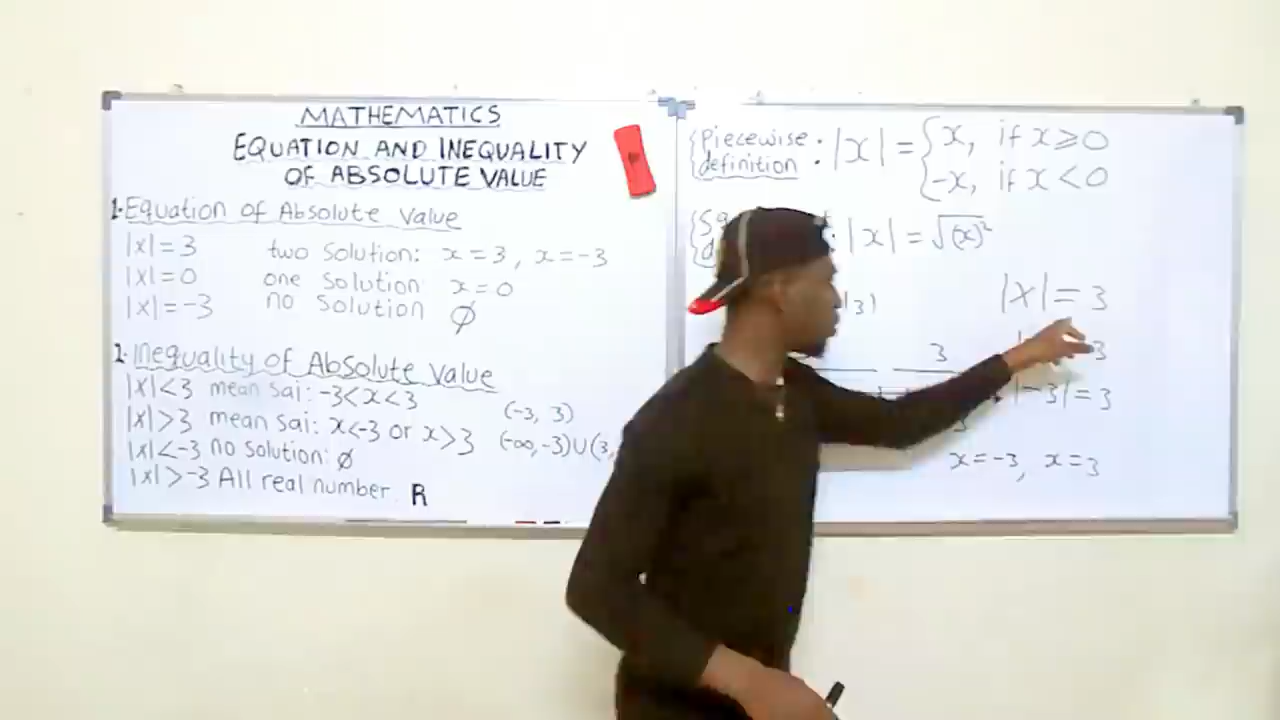 MATHEMATICS
EQUATION AND INEQUALITY
OF ABSOLUTE VALUE
1. Equation of Absolute Value
|x| = 3 two solution: x = 3, x = -3
|x| = 0 one solution x = 0
|x| = -3 no solution ∅
2. Inequality of Absolute Value
|x| < 3 mean sai: -3 < x < 3 (-3, 3)
|x| > 3 mean sai: x < -3 or x > 3 (-∞, -3) ∪ (3,
|x| < -3 no solution: ∅
|x| > -3 All real number R
Piecewise definition : |x| = { x, if x ⩾ 0
-x, if x < 0
|x| = √(x)²
|x| = 3
3
|-3| = 3
x = -3, x = 3